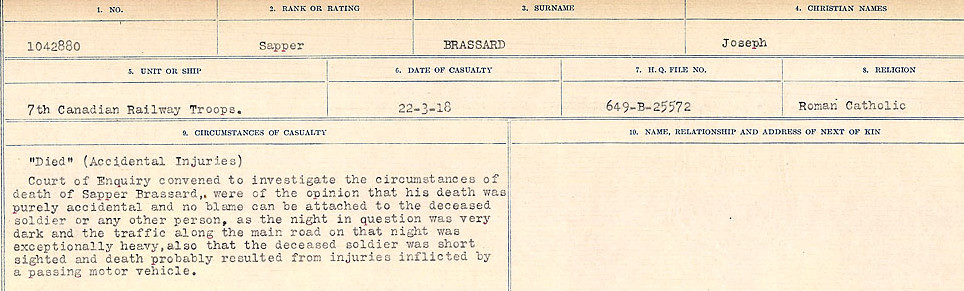 1. NO. 2. RANK OR RATING 3. SURNAME 4. CHRISTIAN NAMES
1042880 Sapper BRASSARD Joseph
5. UNIT OR SHIP 6. DATE OF CASUALTY 7. H. Q. FILE NO. 8. RELIGION
7th Canadian Railway Troops. 22-3-18 649-B-25572 Roman Catholic
9. CIRCUMSTANCES OF CASUALTY 10. NAME, RELATIONSHIP AND ADDRESS OF NEXT OF KIN
"Died" (Accidental Injuries)
Court of Enquiry convened to investigate the circumstances of
death of Sapper Brassard,. were of the opinion that his death was
purely accidental and no blame can be attached to the deceased
soldier or any other person, as the night in question was very
dark and the traffic along the main road on that night was
exceptionally heavy,also that the deceased soldier was short
sighted and death probably resulted from injuries inflicted by
a passing motor vehicle.